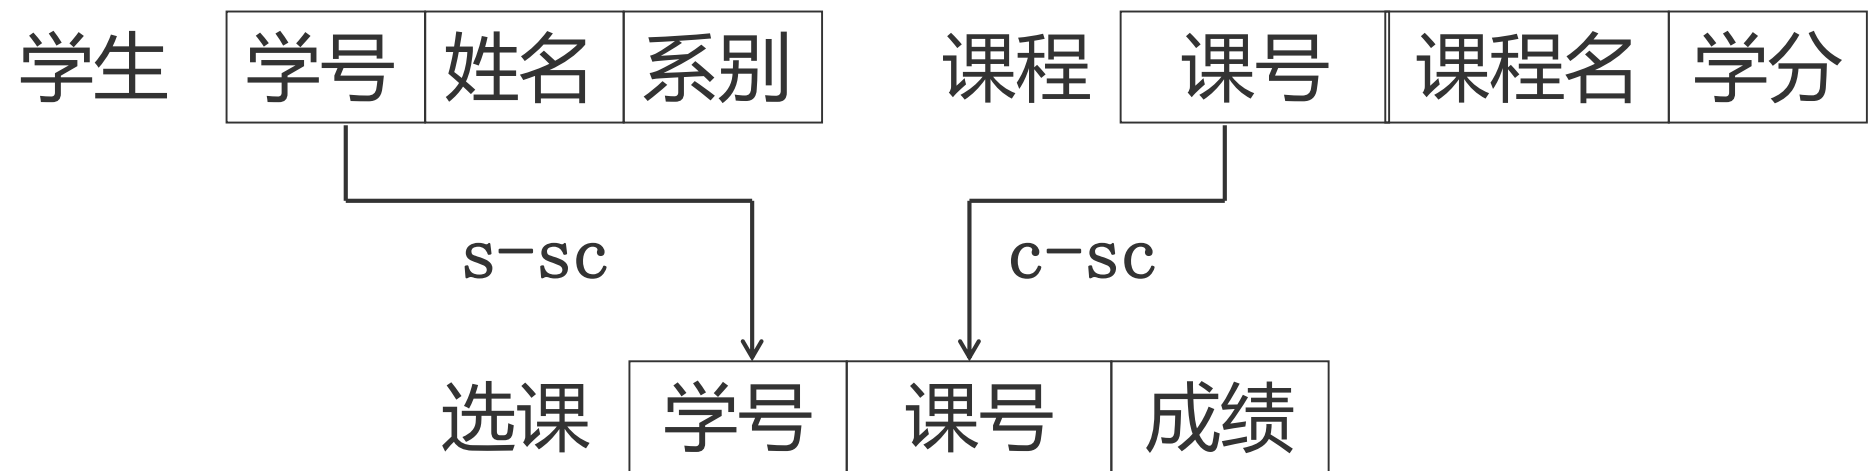 学生 学号 姓名 系别 课程 课号 课程名 学分
s-sc c-sc
选课 学号 课号 成绩